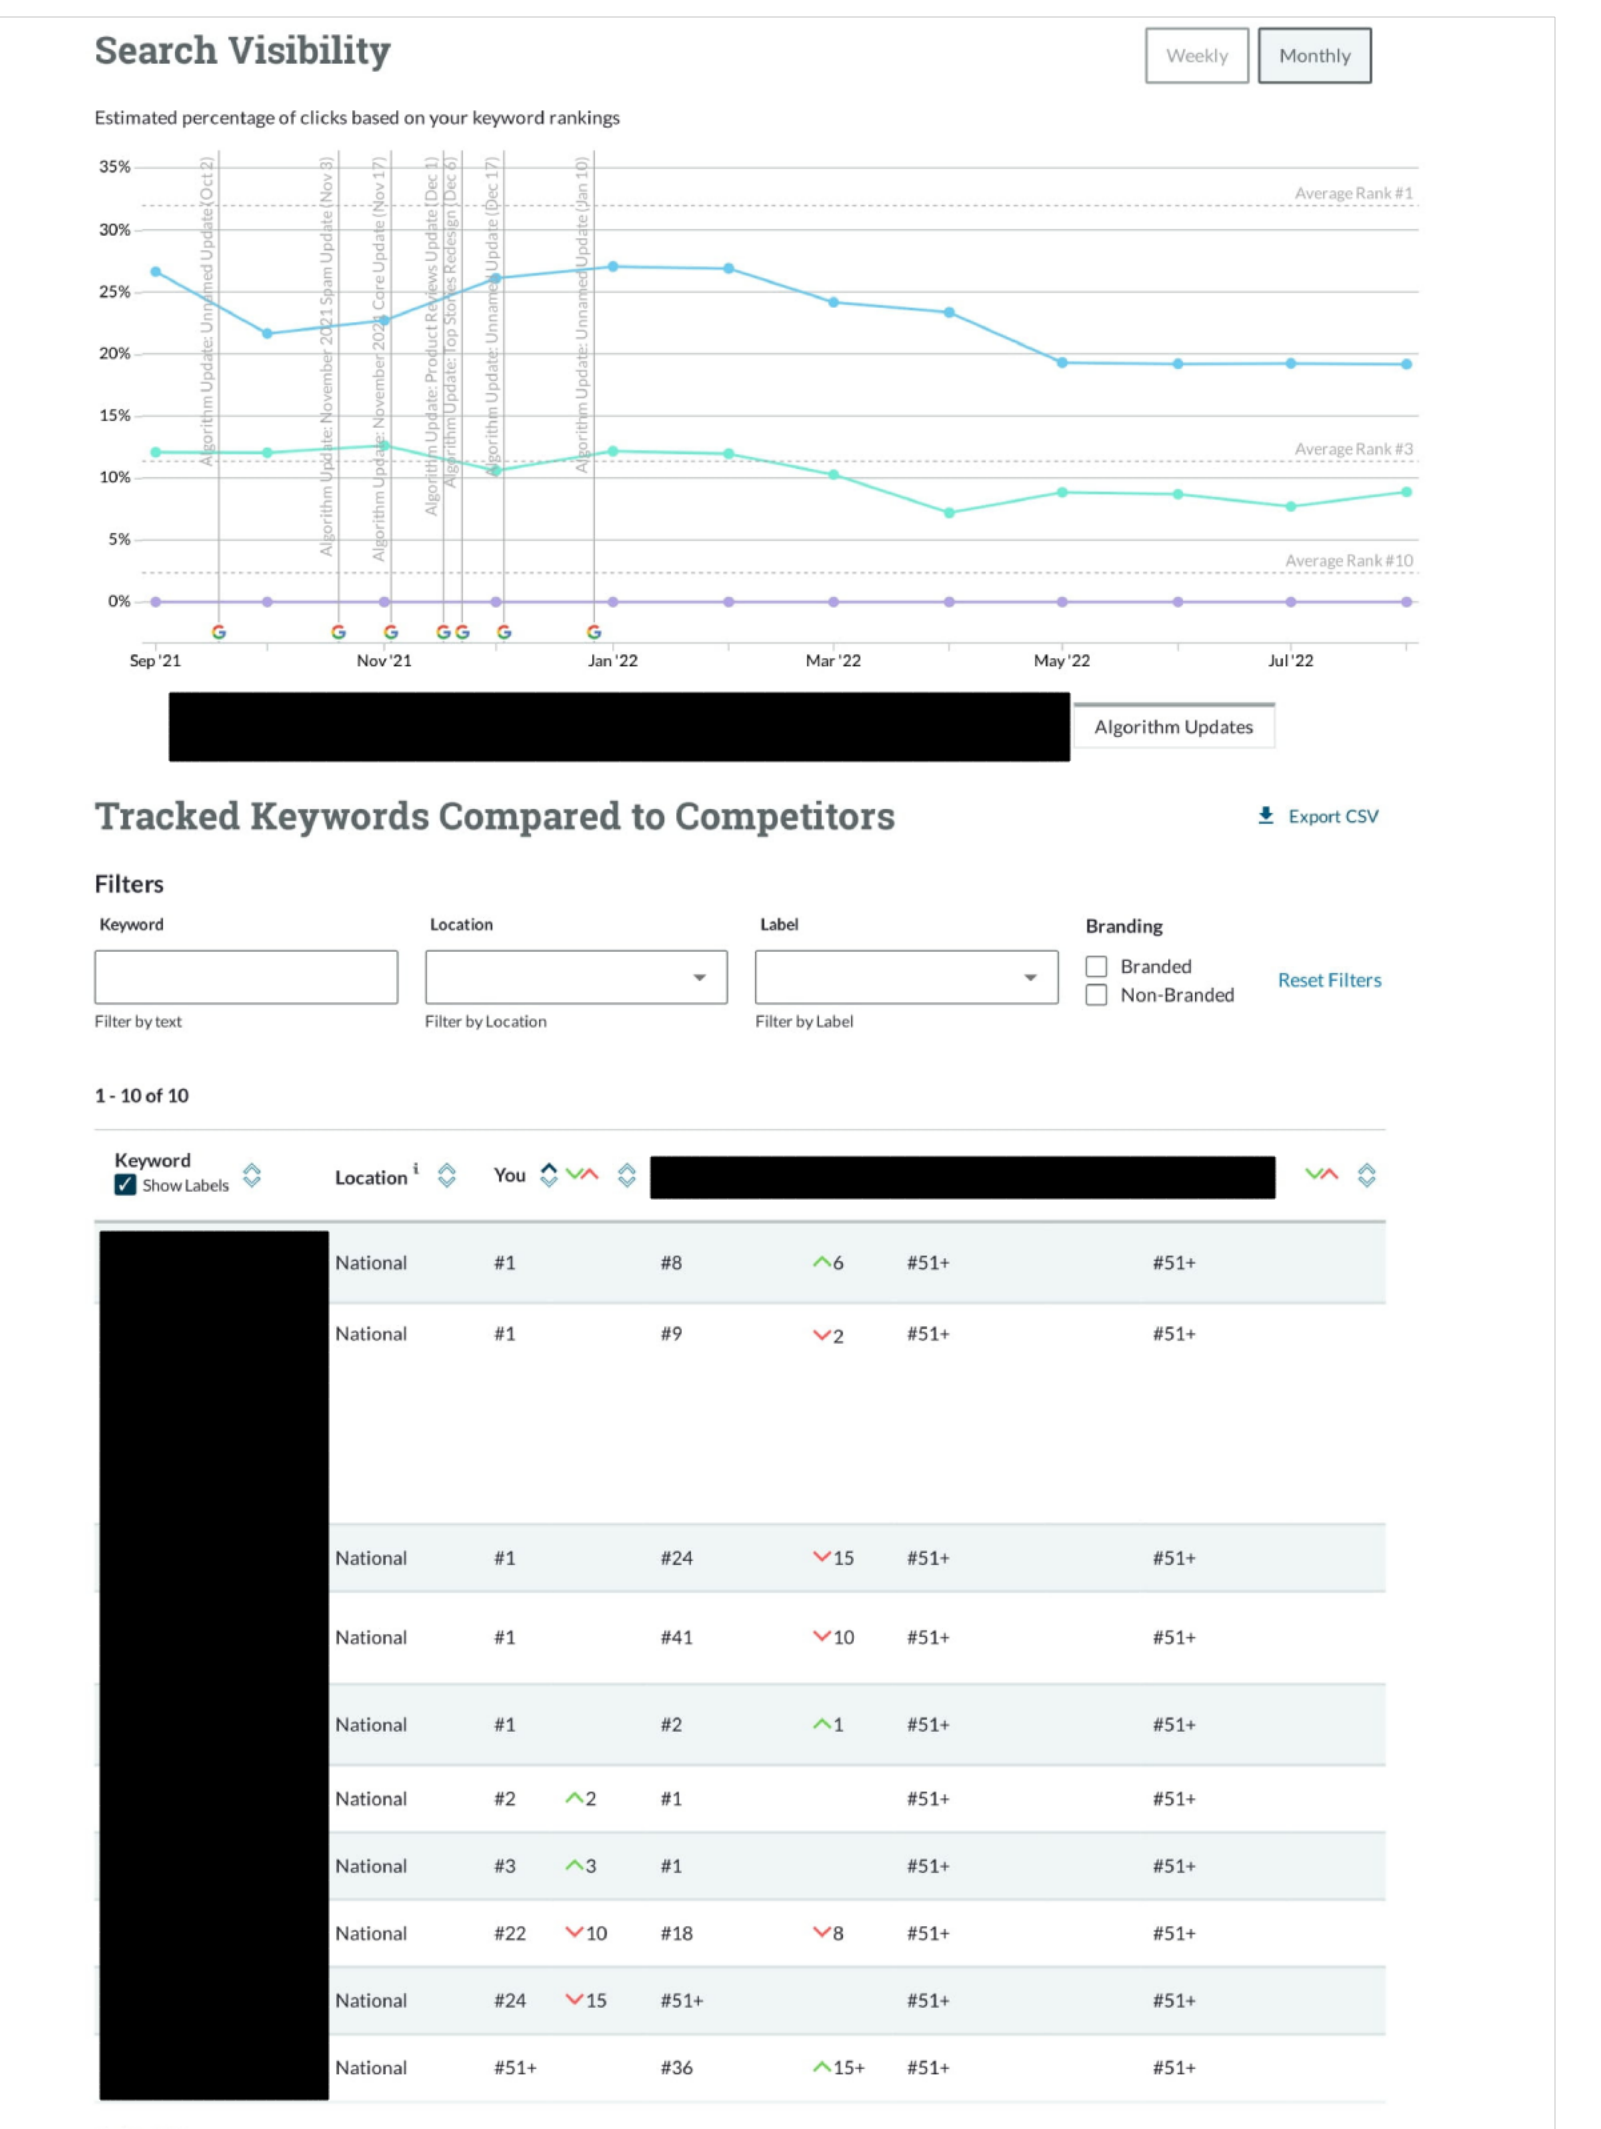 Search Visibility
Weekly
Monthly
Estimated percentage of clicks based on your keyword rankings
35%
30%
25%
20%
15%
10%
5%
0%
Average Rank #1
Average Rank #3
Average Rank #10
Algorithm Update: Unnamed Update (Oct 2)
Algorithm Update: November 2021 Spam Update (Nov 3)
Algorithm Update: November 2021 Core Update (Nov 17)
Algorithm Update: Product Reviews Update (Dec 1)
Algorithm Update: Top Stories Redesign (Dec 6)
Algorithm Update: Unnamed Update (Dec 17)
Algorithm Update: Unnamed Update (Jan 10)
G G G G G G G
Sep '21 Nov '21 Jan '22 Mar '22 May '22 Jul '22
Algorithm Updates
Tracked Keywords Compared to Competitors
Export CSV
Filters
Keyword
Location
Label
Branding
Branded
Non-Branded
Reset Filters
Filter by text
Filter by Location
Filter by Label
1 - 10 of 10
Keyword
Show Labels
Location i
You
National #1 #8 6 #51+ #51+
National #1 #9 2 #51+ #51+
National #1 #24 15 #51+ #51+
National #1 #41 10 #51+ #51+
National #1 #2 1 #51+ #51+
National #2 2 #1 #51+ #51+
National #3 3 #1 #51+ #51+
National #22 10 #18 8 #51+ #51+
National #24 15 #51+ #51+ #51+
National #51+ #36 15+ #51+ #51+